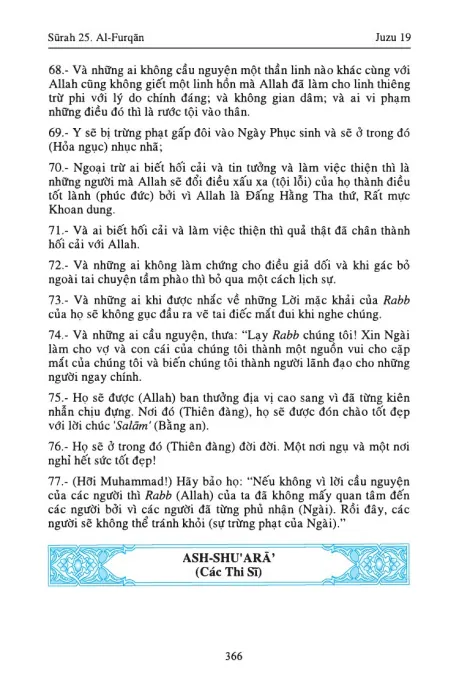 Sūrah 25. Al-Furqān Juzu 19
68.- Và những ai không cầu nguyện một thần linh nào khác cùng với
Allah cũng không giết một linh hồn mà Allah đã làm cho linh thiêng
trừ phi với lý do chính đáng; và không gian dâm; và ai vi phạm
những điều đó thì là rước tội vào thân.
69.- Y sẽ bị trừng phạt gấp đôi vào Ngày Phục sinh và sẽ ở trong đó
(Hỏa ngục) nhục nhã;
70.- Ngoại trừ ai biết hối cải và tin tưởng và làm việc thiện thì là
những người mà Allah sẽ đổi điều xấu xa (tội lỗi) của họ thành điều
tốt lành (phúc đức) bởi vì Allah là Đấng Hằng Tha thứ, Rất mực
Khoan dung.
71.- Và ai biết hối cải và làm việc thiện thì quả thật đã chân thành
hối cải với Allah.
72.- Và những ai không làm chứng cho điều giả dối và khi gác bỏ
ngoài tai chuyện tầm phào thì bỏ qua một cách lịch sự.
73.- Và những ai khi được nhắc về những Lời mặc khải của Rabb
của họ sẽ không gục đầu ra vẽ tai điếc mắt đui khi nghe chúng.
74.- Và những ai cầu nguyện, thưa: “Lạy Rabb chúng tôi! Xin Ngài
làm cho vợ và con cái của chúng tôi thành một nguồn vui cho cặp
mắt của chúng tôi và biến chúng tôi thành người lãnh đạo cho những
người ngay chính.
75.- Họ sẽ được (Allah) ban thưởng địa vị cao sang vì đã từng kiên
nhẫn chịu đựng. Nơi đó (Thiên đàng), họ sẽ được đón chào tốt đẹp
với lời chúc 'Salām' (Bằng an).
76.- Họ sẽ ở trong đó (Thiên đàng) đời đời. Một nơi ngụ và một nơi
nghỉ hết sức tốt đẹp!
77.- (Hỡi Muhammad!) Hãy bảo họ: “Nếu không vì lời cầu nguyện
của các người thì Rabb (Allah) của ta đã không mấy quan tâm đến
các người bởi vì các người đã từng phủ nhận (Ngài). Rồi đây, các
người sẽ không thể tránh khỏi (sự trừng phạt của Ngài).”
ASH-SHU'ARĀ’
(Các Thi Sĩ)
366